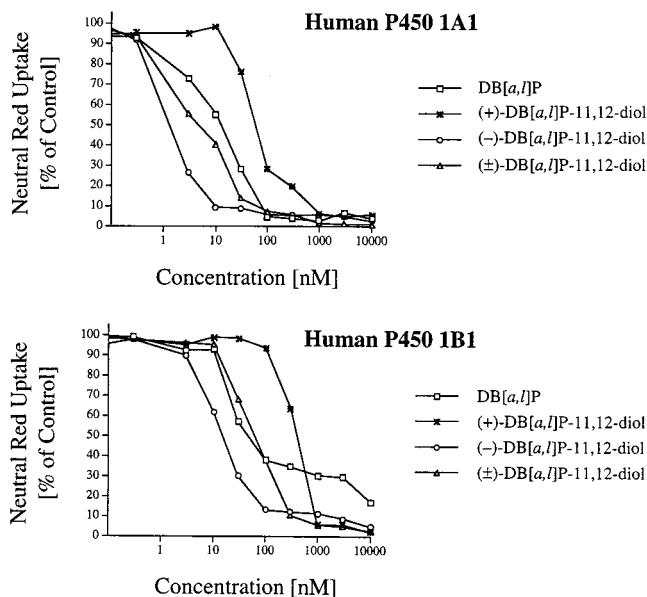 Human P450 1A1
Neutral Red Uptake
[% of Control]
100
90
80
70
60
50
40
30
20
10
0
1
10
100
1000
10000
Concentration [nM]
DB[a,l]P
(+)-DB[a,l]P-11,12-diol
(−)-DB[a,l]P-11,12-diol
(±)-DB[a,l]P-11,12-diol
Human P450 1B1
Neutral Red Uptake
[% of Control]
100
90
80
70
60
50
40
30
20
10
0
1
10
100
1000
10000
Concentration [nM]
DB[a,l]P
(+)-DB[a,l]P-11,12-diol
(−)-DB[a,l]P-11,12-diol
(±)-DB[a,l]P-11,12-diol